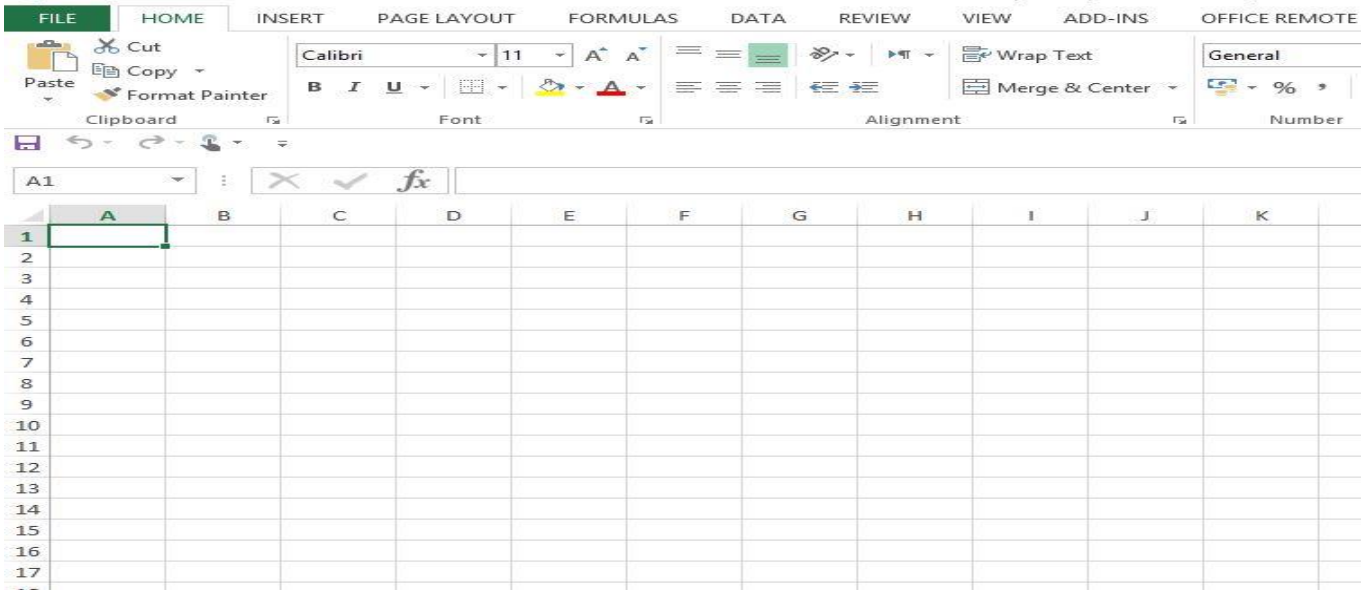 FILE HOME INSERT PAGE LAYOUT FORMULAS DATA REVIEW VIEW ADD-INS OFFICE REMOTE
Cut
Copy
Format Painter
Paste
Clipboard
Calibri 11 A A
B I U A
Font
Wrap Text
Merge & Center
Alignment
General
% ,
Number
A1 fx
A B C D E F G H I J K
1
2
3
4
5
6
7
8
9
10
11
12
13
14
15
16
17